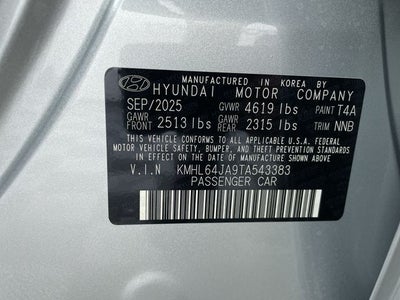 MANUFACTURED IN KOREA BY
HYUNDAI MOTOR COMPANY
SEP/2025 GVWR 4619 lbs PAINT T4A
GAWR FRONT 2513 lbs GAWR REAR 2315 lbs TRIM NNB
THIS VEHICLE CONFORMS TO ALL APPLICABLE U.S.A. FEDERAL
MOTOR VEHICLE SAFETY, BUMPER, AND THEFT PREVENTION
STANDARDS IN EFFECT ON THE DATE OF MANUFACTURE SHOWN ABOVE.
V.I.N KMHL64JA9TA543383
PASSENGER CAR